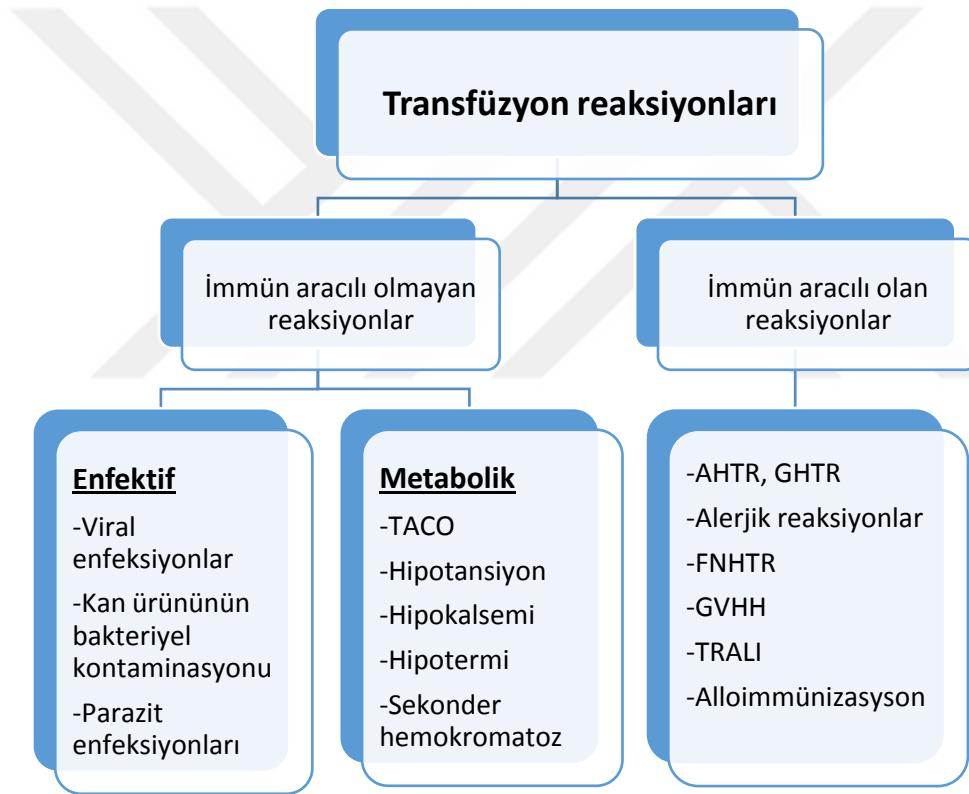 Transfüzyon reaksiyonları
İmmün aracılı olmayan
reaksiyonlar
İmmün aracılı olan
reaksiyonlar
Enfektif
-Viral
enfeksiyonlar
-Kan ürününün
bakteriyel
kontaminasyonu
-Parazit
enfeksiyonları
Metabolik
-TACO
-Hipotansiyon
-Hipokalsemi
-Hipotermi
-Sekonder
hemokromatoz
-AHTR, GHTR
-Alerjik reaksiyonlar
-FNHTR
-GVHH
-TRALI
-Alloimmünizasyson